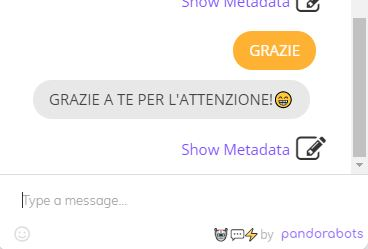 Show Metadata
GRAZIE
GRAZIE A TE PER L'ATTENZIONE!😁
Show Metadata
Type a message...
by pandorabots